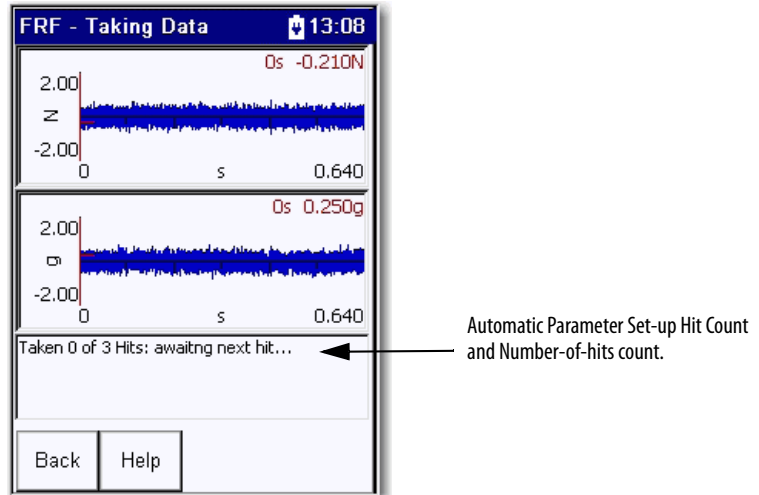 FRF - Taking Data 13:08
0s -0.210N
2.00
N
-2.00
0 s 0.640
0s 0.250g
2.00
g
-2.00
0 s 0.640
Taken 0 of 3 Hits: awaitng next hit...
Automatic Parameter Set-up Hit Count
and Number-of-hits count.
Back Help